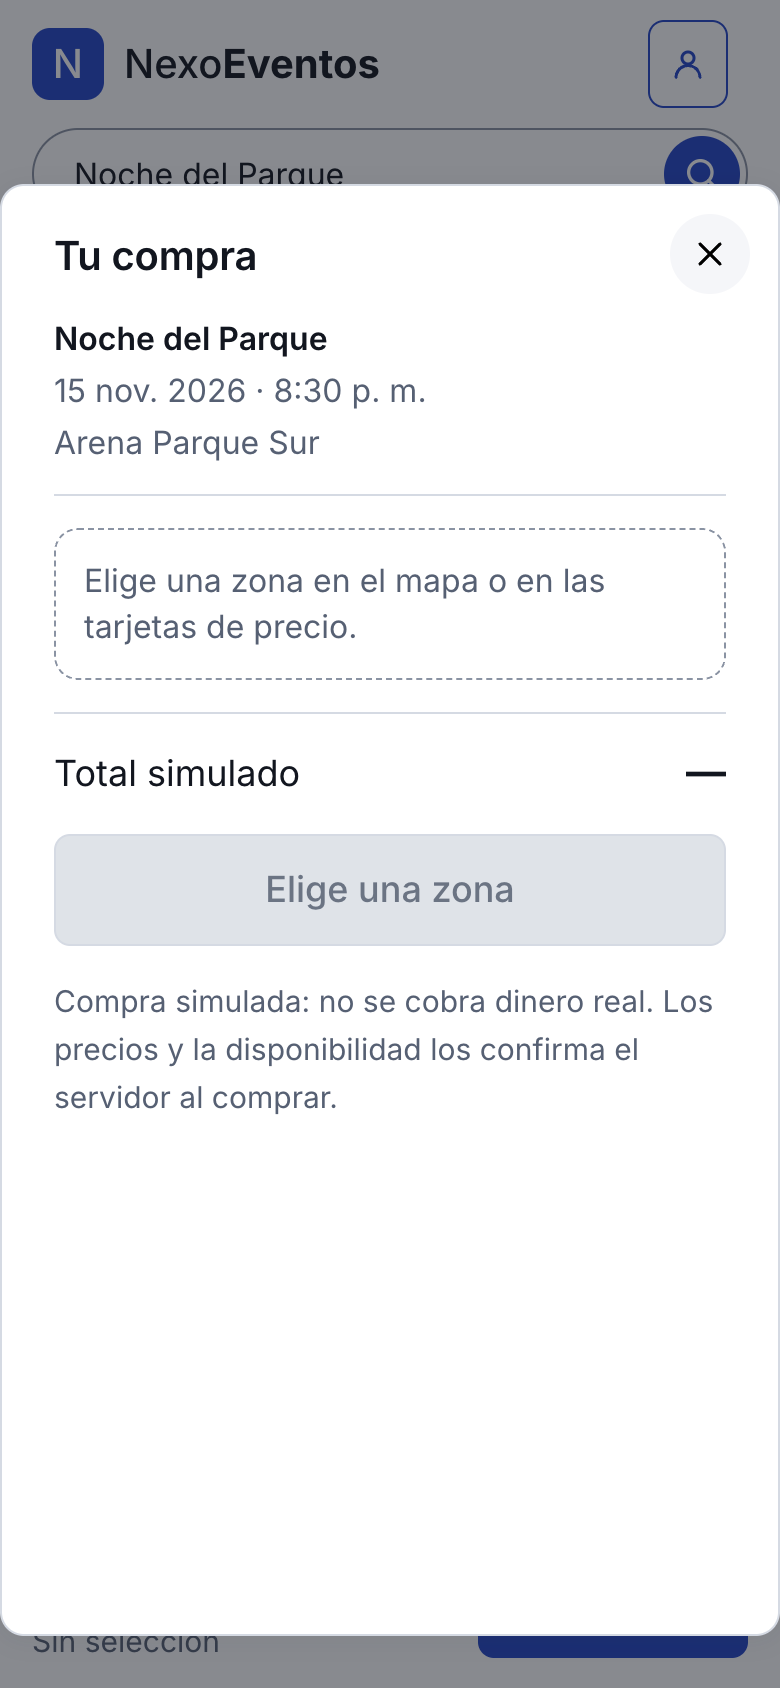 N NexoEventos
Noche del Parque
Tu compra
Noche del Parque
15 nov. 2026 · 8:30 p. m.
Arena Parque Sur
Elige una zona en el mapa o en las
tarjetas de precio.
Total simulado —
Elige una zona
Compra simulada: no se cobra dinero real. Los
precios y la disponibilidad los confirma el
servidor al comprar.
Sin selección